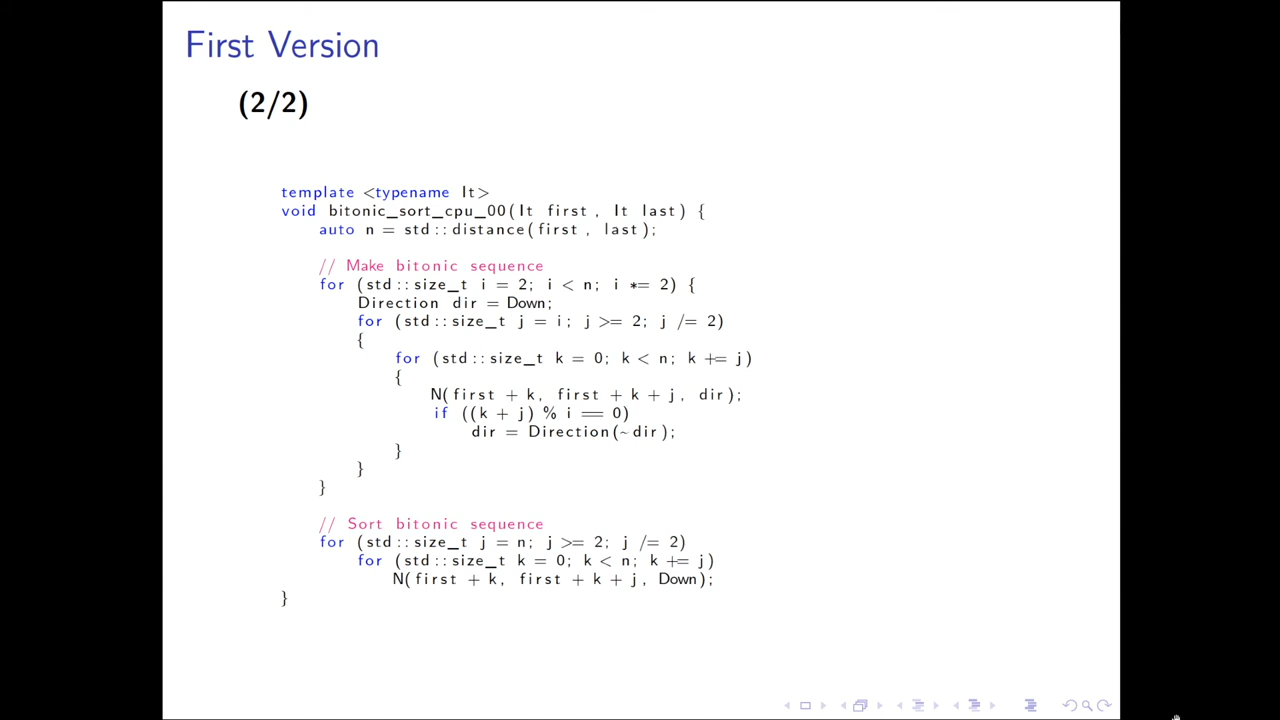 First Version
(2/2)
template <typename It>
void bitonic_sort_cpu_00(It first, It last) {
    auto n = std::distance(first, last);

    // Make bitonic sequence
    for (std::size_t i = 2; i < n; i *= 2) {
        Direction dir = Down;
        for (std::size_t j = i; j >= 2; j /= 2)
        {
            for (std::size_t k = 0; k < n; k += j)
            {
                N(first + k, first + k + j, dir);
                if ((k + j) % i == 0)
                    dir = Direction(~dir);
            }
        }
    }

    // Sort bitonic sequence
    for (std::size_t j = n; j >= 2; j /= 2)
        for (std::size_t k = 0; k < n; k += j)
            N(first + k, first + k + j, Down);
}